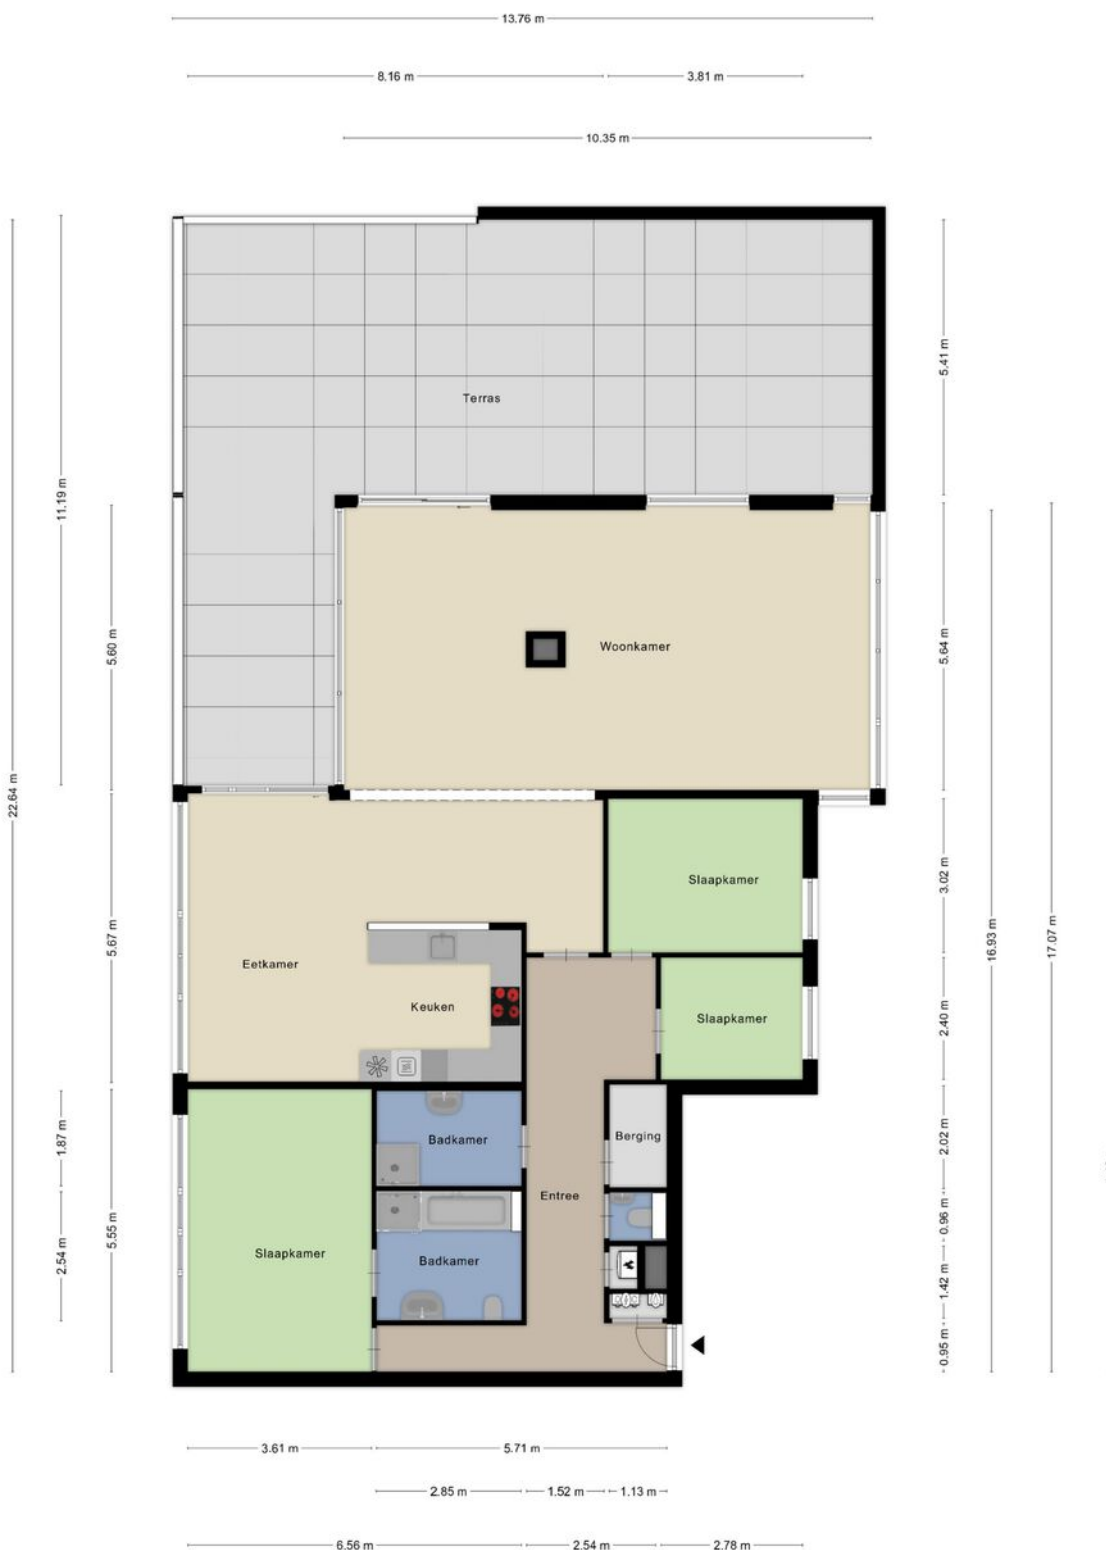 13.76 m
8.16 m
3.81 m
10.35 m
5.41 m
Terras
11.19 m
5.60 m
Woonkamer
5.64 m
22.64 m
Slaapkamer
3.02 m
5.67 m
Eetkamer
Keuken
16.93 m
17.07 m
Slaapkamer
2.40 m
1.87 m
Badkamer
Berging
2.02 m
Entree
0.96 m
5.55 m
2.54 m
Slaapkamer
Badkamer
1.42 m
0.95 m
3.61 m
5.71 m
2.85 m
1.52 m
1.13 m
6.56 m
2.54 m
2.78 m